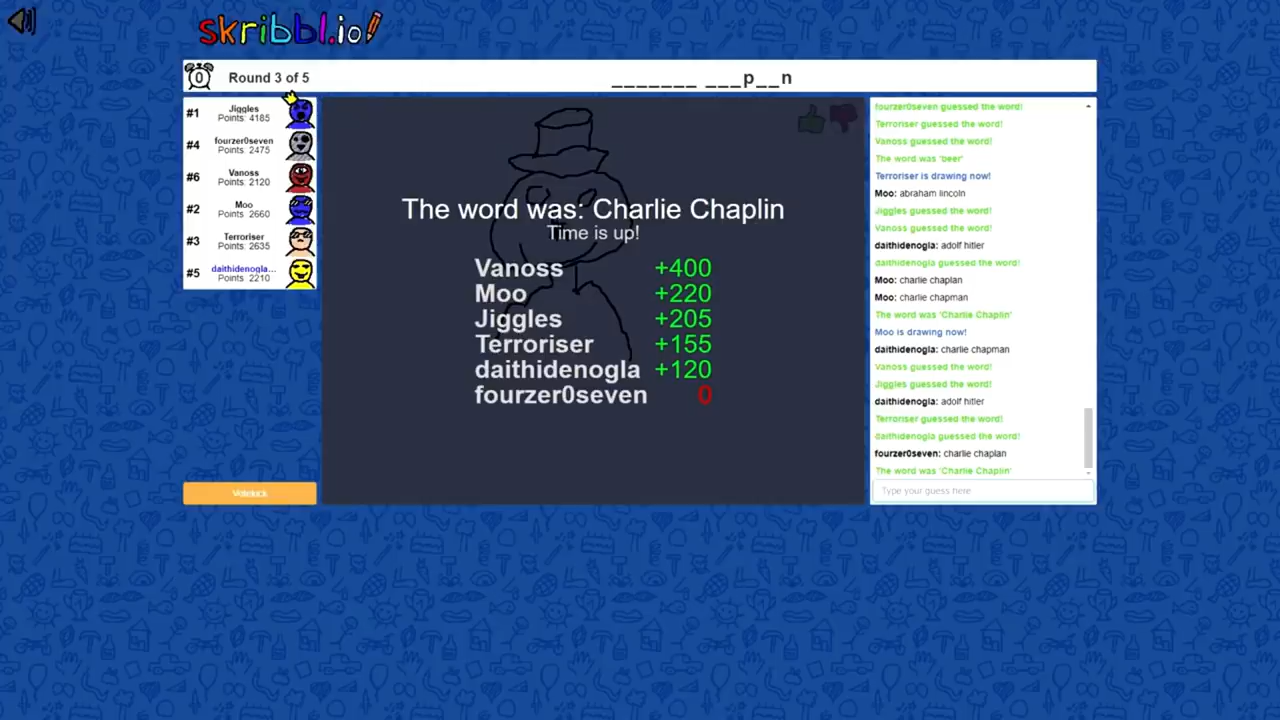 skribbl.io
0
Round 3 of 5
_______ ___p__n
#1
Jiggles
Points: 4185
#4
fourzer0seven
Points: 2475
#6
Vanoss
Points: 2120
#2
Moo
Points: 2660
#3
Terroriser
Points: 2635
#5
daithidenogla...
Points: 2210
Votekick
The word was: Charlie Chaplin
Time is up!
Vanoss +400
Moo +220
Jiggles +205
Terroriser +155
daithidenogla +120
fourzer0seven 0
fourzer0seven guessed the word!
Terroriser guessed the word!
Vanoss guessed the word!
The word was 'beer'
Terroriser is drawing now!
Moo: abraham lincoln
Jiggles guessed the word!
Vanoss guessed the word!
daithidenogla: adolf hitler
daithidenogla guessed the word!
Moo: charlie chaplan
Moo: charlie chapman
The word was 'Charlie Chaplin'
Moo is drawing now!
daithidenogla: charlie chapman
Vanoss guessed the word!
Jiggles guessed the word!
daithidenogla: adolf hitler
Terroriser guessed the word!
daithidenogla guessed the word!
fourzer0seven: charlie chaplan
The word was 'Charlie Chaplin'
Type your guess here